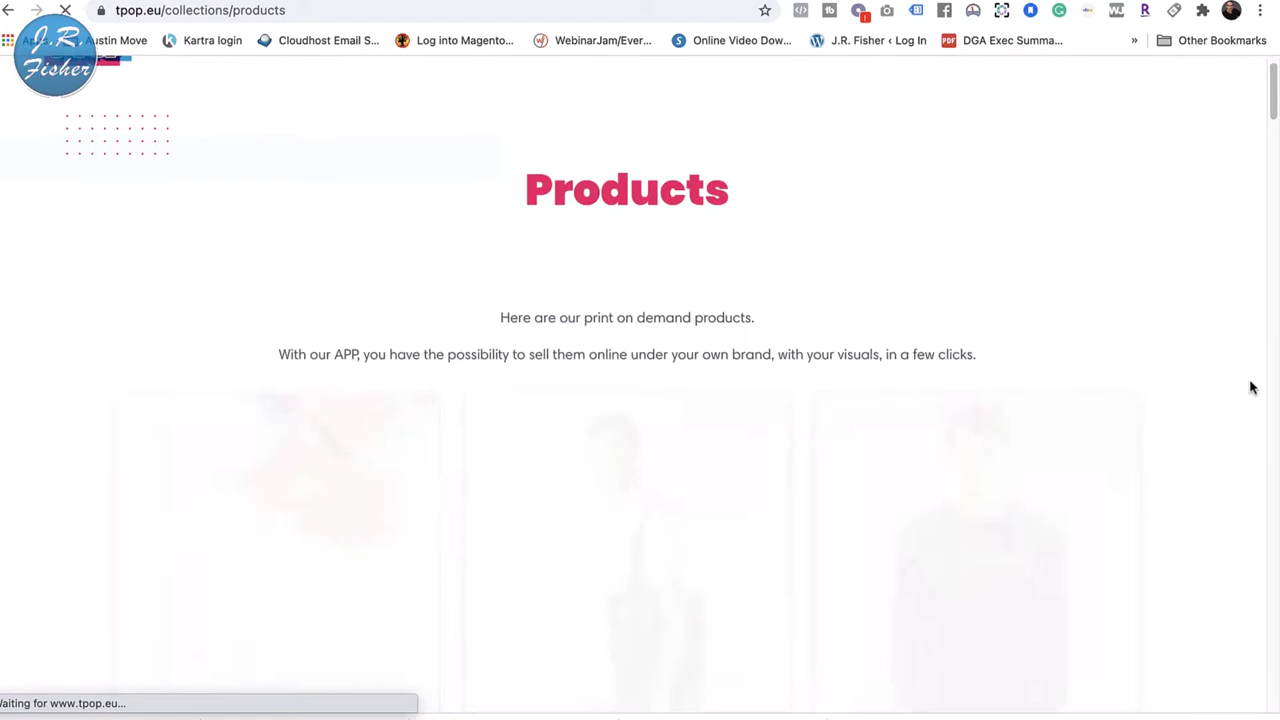 tpop.eu/collections/products
Austin Move
Kartra login
Cloudhost Email S...
Log into Magento...
WebinarJam/Ever...
Online Video Dow...
J.R. Fisher ‹ Log In
PDF
DGA Exec Summa...
»
Other Bookmarks
J.R.
Fisher
Products
Here are our print on demand products.
With our APP, you have the possibility to sell them online under your own brand, with your visuals, in a few clicks.
Waiting for www.tpop.eu...